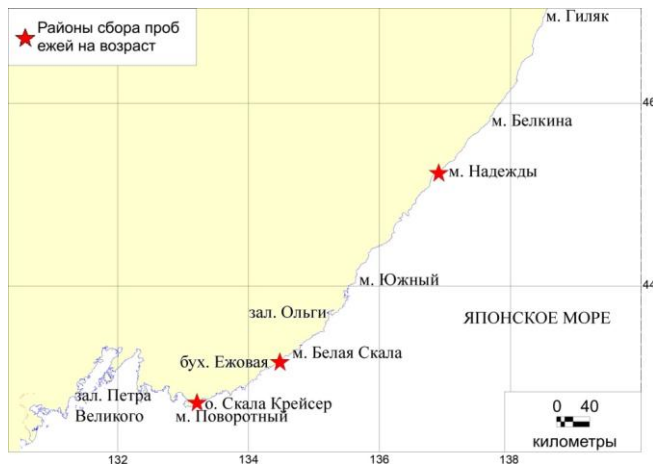 Районы сбора проб
ежей на возраст
м. Гиляк
46
м. Белкина
м. Надежды
м. Южный
44
зал. Ольги
ЯПОНСКОЕ МОРЕ
м. Белая Скала
бух. Ежовая
зал. Петра
Великого
о. Скала Крейсер
м. Поворотный
0 40
километры
132 134 136 138